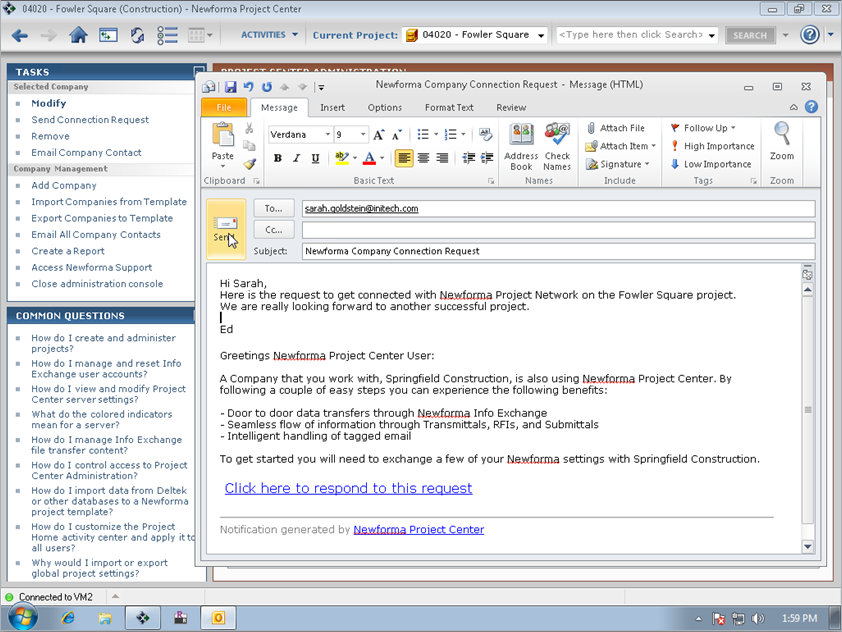 04020 - Fowler Square (Construction) - Newforma Project Center
ACTIVITIES
Current Project:
04020 - Fowler Square
<Type here then click Search>
SEARCH
TASKS
Selected Company
Modify
Send Connection Request
Remove
Email Company Contact
Company Management
Add Company
Import Companies from Template
Export Companies to Template
Email All Company Contacts
Create a Report
Access Newforma Support
Close administration console
COMMON QUESTIONS
How do I create and administer
projects?
How do I manage and reset Info
Exchange user accounts?
How do I view and modify Project
Center server settings?
What do the colored indicators
mean for a server?
How do I manage Info Exchange
file transfer content?
How do I control access to Project
Center Administration?
How do I import data from Deltek
or other databases to a Newforma
project template?
How do I customize the Project
Home activity center and apply it to
all users?
Why would I import or export
global project settings?
PROJECT CENTER ADMINISTRATION
Newforma Company Connection Request - Message (HTML)
File
Message
Insert
Options
Format Text
Review
Paste
Clipboard
Verdana
9
B I U
Basic Text
Address
Book
Check
Names
Names
Attach File
Attach Item
Signature
Include
Follow Up
High Importance
Low Importance
Tags
Zoom
Zoom
Send
To...
sarah.goldstein@initech.com
Cc...
Subject:
Newforma Company Connection Request
Hi Sarah,
Here is the request to get connected with Newforma Project Network on the Fowler Square project.
We are really looking forward to another successful project.
Ed
Greetings Newforma Project Center User:
A Company that you work with, Springfield Construction, is also using Newforma Project Center. By
following a couple of easy steps you can experience the following benefits:
- Door to door data transfers through Newforma Info Exchange
- Seamless flow of information through Transmittals, RFIs, and Submittals
- Intelligent handling of tagged email
To get started you will need to exchange a few of your Newforma settings with Springfield Construction.
Click here to respond to this request
Notification generated by Newforma Project Center
Connected to VM2
1:59 PM